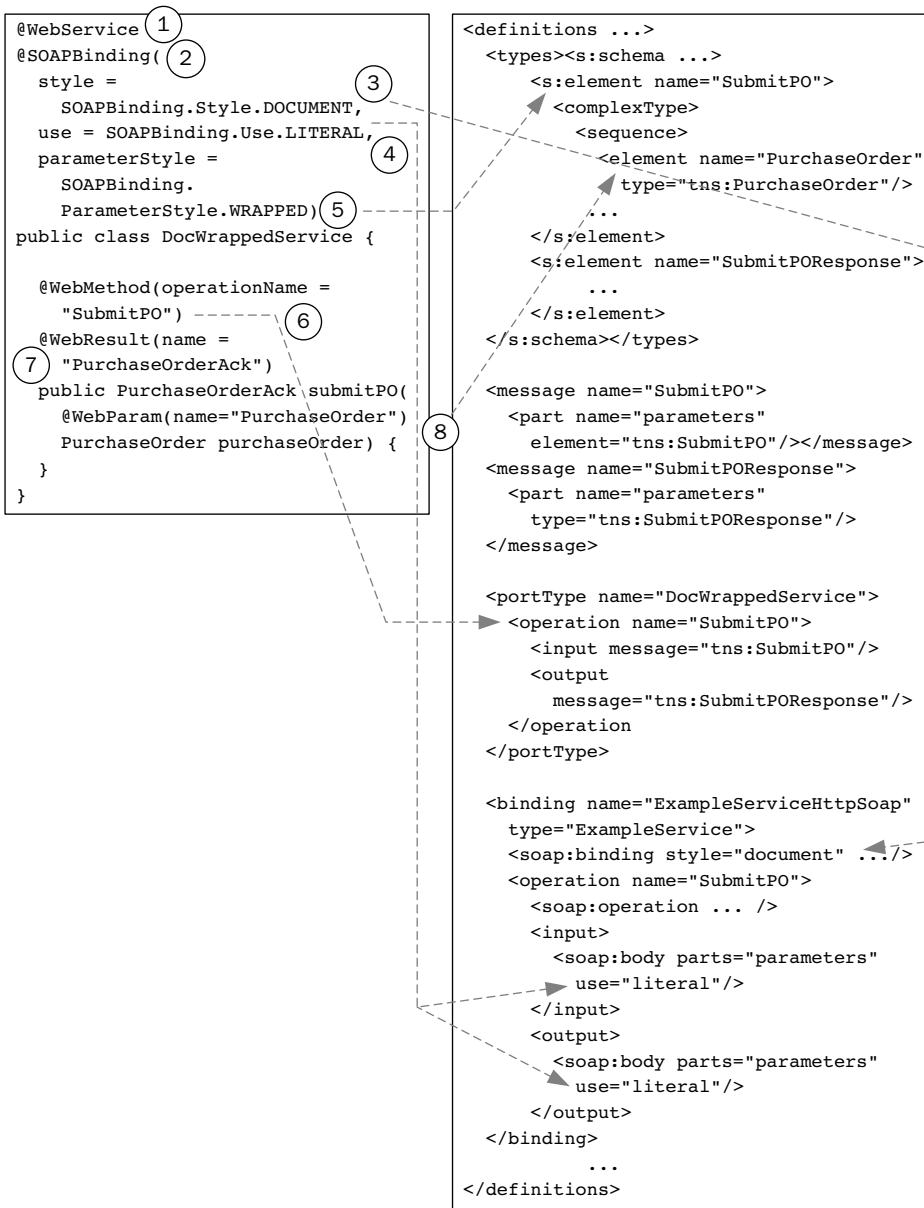 @WebService 1
@SOAPBinding( 2
style =
SOAPBinding.Style.DOCUMENT, 3
use = SOAPBinding.Use.LITERAL,
parameterStyle = 4
SOAPBinding.
ParameterStyle.WRAPPED) 5
public class DocWrappedService {
@WebMethod(operationName =
"SubmitPO") 6
@WebResult(name =
7 "PurchaseOrderAck")
public PurchaseOrderAck submitPO(
@WebParam(name="PurchaseOrder") 8
PurchaseOrder purchaseOrder) {
}
}
<definitions ...>
<types><s:schema ...>
<s:element name="SubmitPO">
<complexType>
<sequence>
<element name="PurchaseOrder"
type="tns:PurchaseOrder"/>
...
</s:element>
<s:element name="SubmitPOResponse">
...
</s:element>
</s:schema></types>
<message name="SubmitPO">
<part name="parameters"
element="tns:SubmitPO"/></message>
<message name="SubmitPOResponse">
<part name="parameters"
type="tns:SubmitPOResponse"/>
</message>
<portType name="DocWrappedService">
<operation name="SubmitPO">
<input message="tns:SubmitPO"/>
<output
message="tns:SubmitPOResponse"/>
</operation
</portType>
<binding name="ExampleServiceHttpSoap"
type="ExampleService">
<soap:binding style="document" .../>
<operation name="SubmitPO">
<soap:operation ... />
<input>
<soap:body parts="parameters"
use="literal"/>
</input>
<output>
<soap:body parts="parameters"
use="literal"/>
</output>
</binding>
...
</definitions>